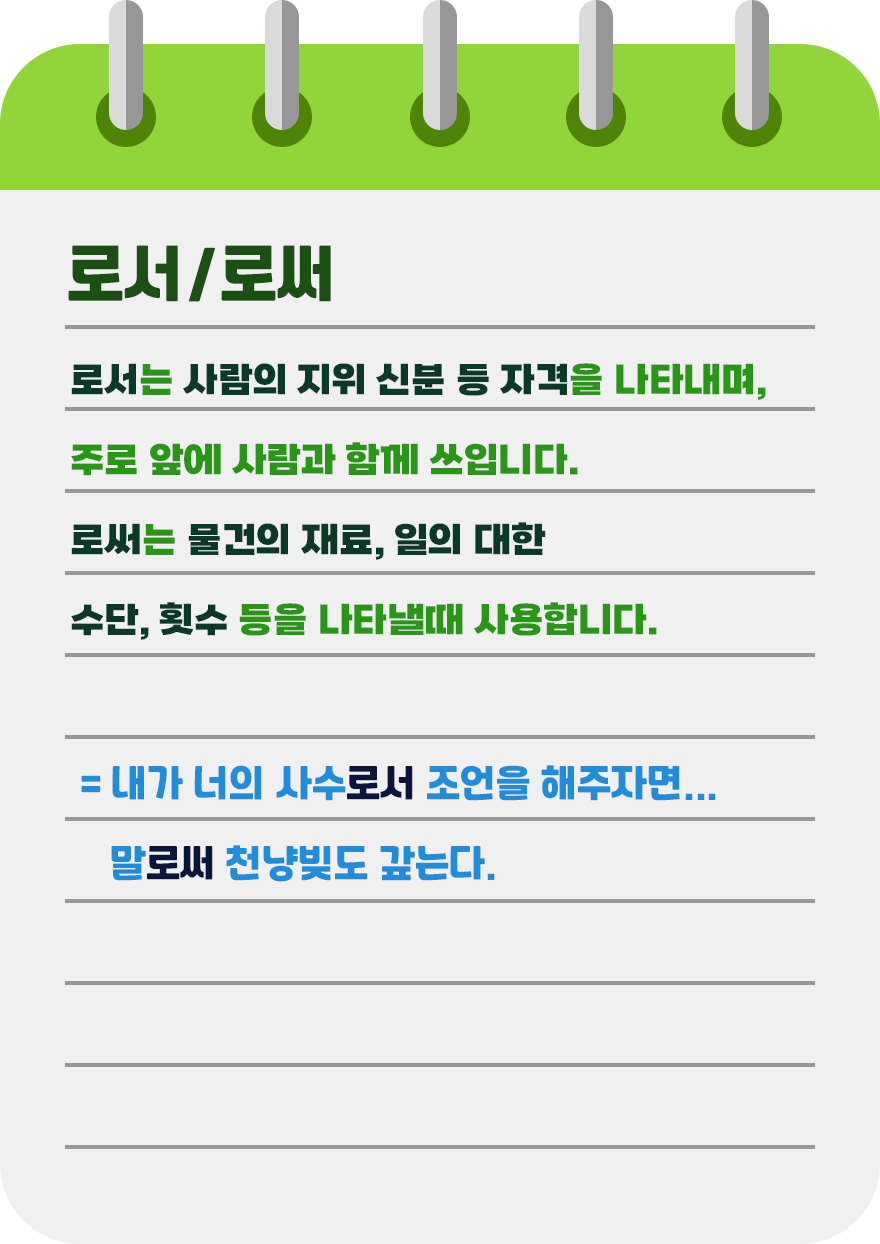 로서/로써
로서는 사람의 지위 신분 등 자격을 나타내며,
주로 앞에 사람과 함께 쓰입니다.
로써는 물건의 재료, 일의 대한
수단, 횟수 등을 나타낼때 사용합니다.
= 내가 너의 사수로서 조언을 해주자면...
말로써 천냥빚도 갚는다.